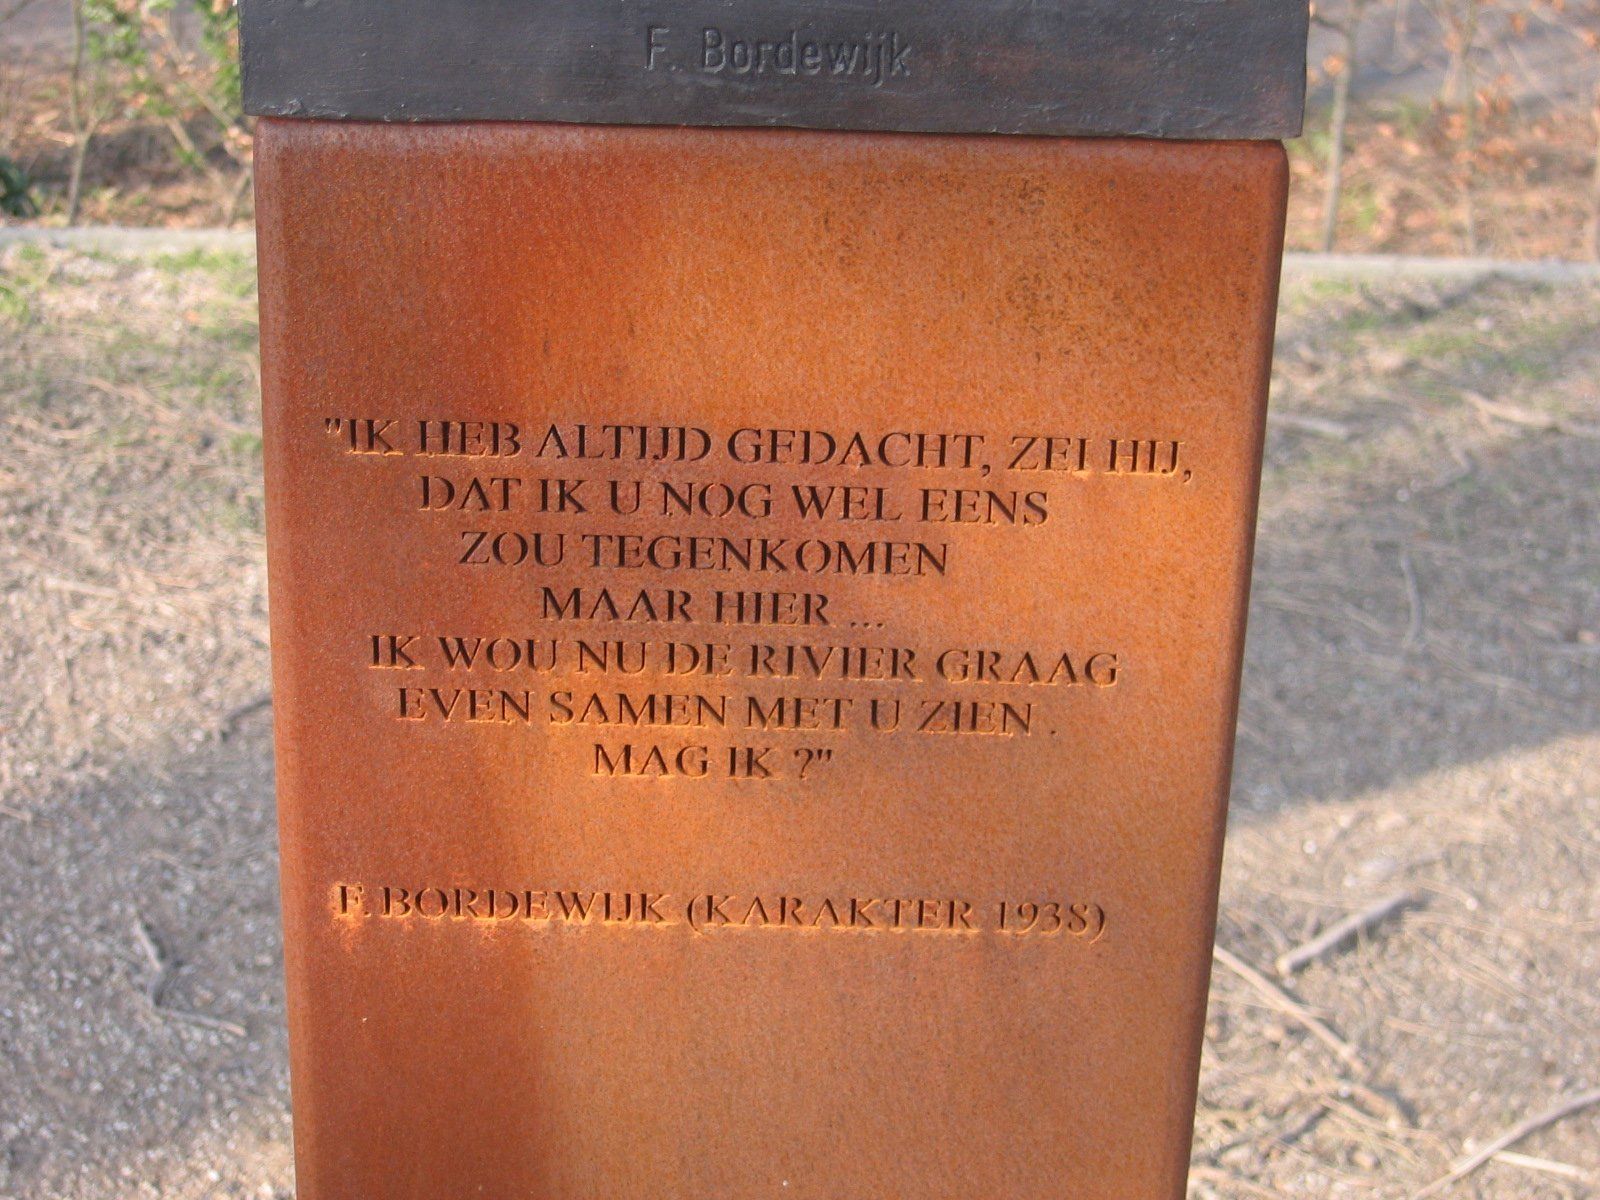 F. Bordewijk
"IK HEB ALTIJD GEDACHT, ZEI HIJ,
DAT IK U NOG WEL EENS
ZOU TEGENKOMEN
MAAR HIER ...
IK WOU NU DE RIVIER GRAAG
EVEN SAMEN MET U ZIEN .
MAG IK ?"
F. BORDEWIJK (KARAKTER 1938)